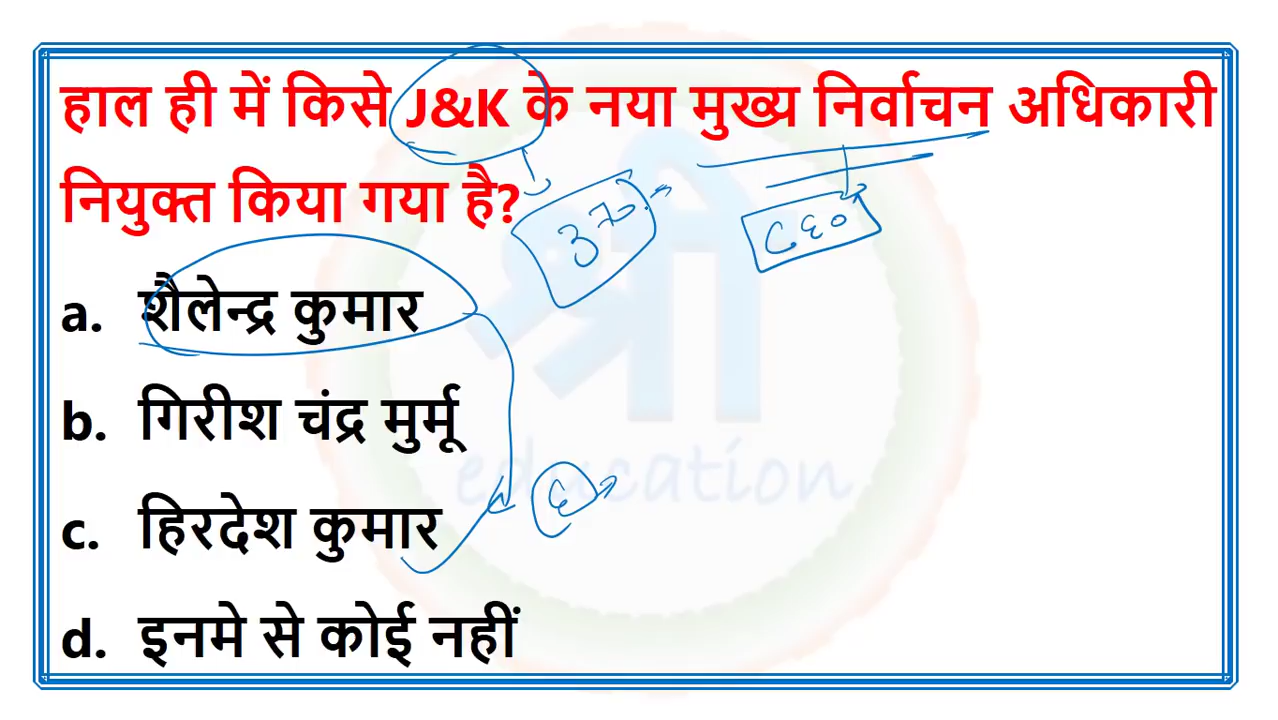 हाल ही में किसे J&K के नया मुख्य निर्वाचन अधिकारी
नियुक्त किया गया है?
370
CEO
a. शैलेन्द्र कुमार
b. गिरीश चंद्र मुर्मू
c. हिरदेश कुमार
d. इनमे से कोई नहीं
श्री
education